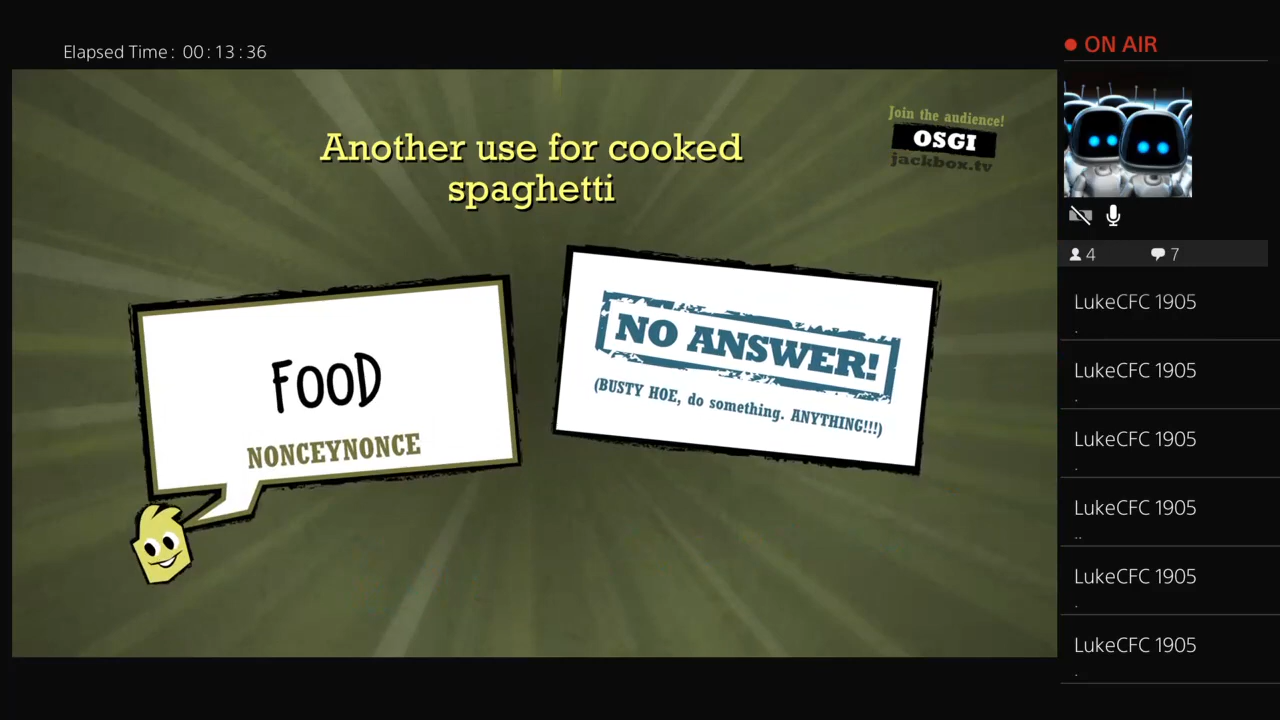 Elapsed Time: 00:13:36
ON AIR
Join the audience!
OSGI
jackbox.tv
Another use for cooked
spaghetti
FOOD
NONCEYNONCE
NO ANSWER!
(BUSTY HOE, do something. ANYTHING!!!)
4 7
LukeCFC 1905
.
LukeCFC 1905
.
LukeCFC 1905
.
LukeCFC 1905
..
LukeCFC 1905
.
LukeCFC 1905
.